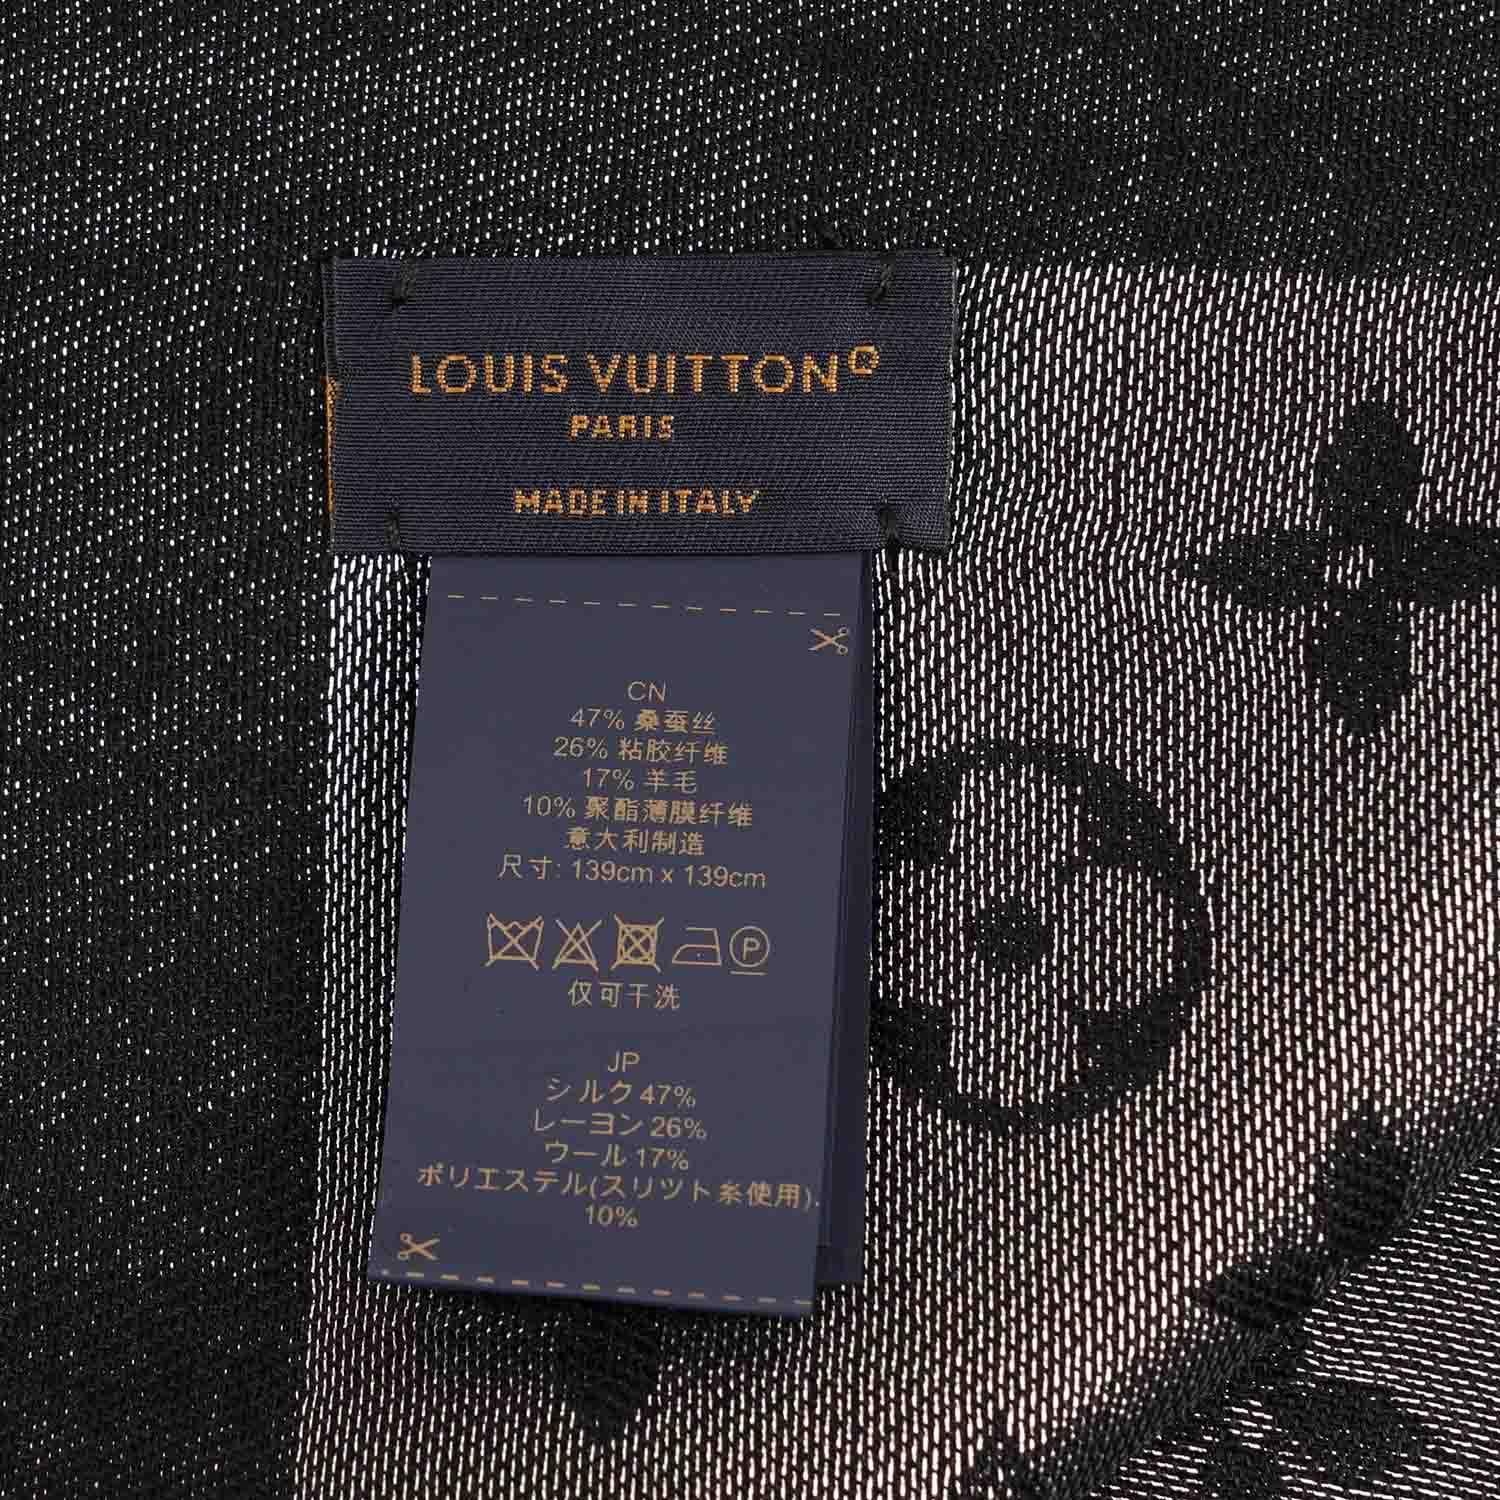 LOUIS VUITTON
PARIS
MADE IN ITALY
CN
47% 桑蚕丝
26% 粘胶纤维
17% 羊毛
10% 聚酯薄膜纤维
意大利制造
尺寸: 139cm x 139cm
P
仅可干洗
JP
シルク 47%
レーヨン 26%
ウール 17%
ポリエステル(スリツト糸使用).
10%